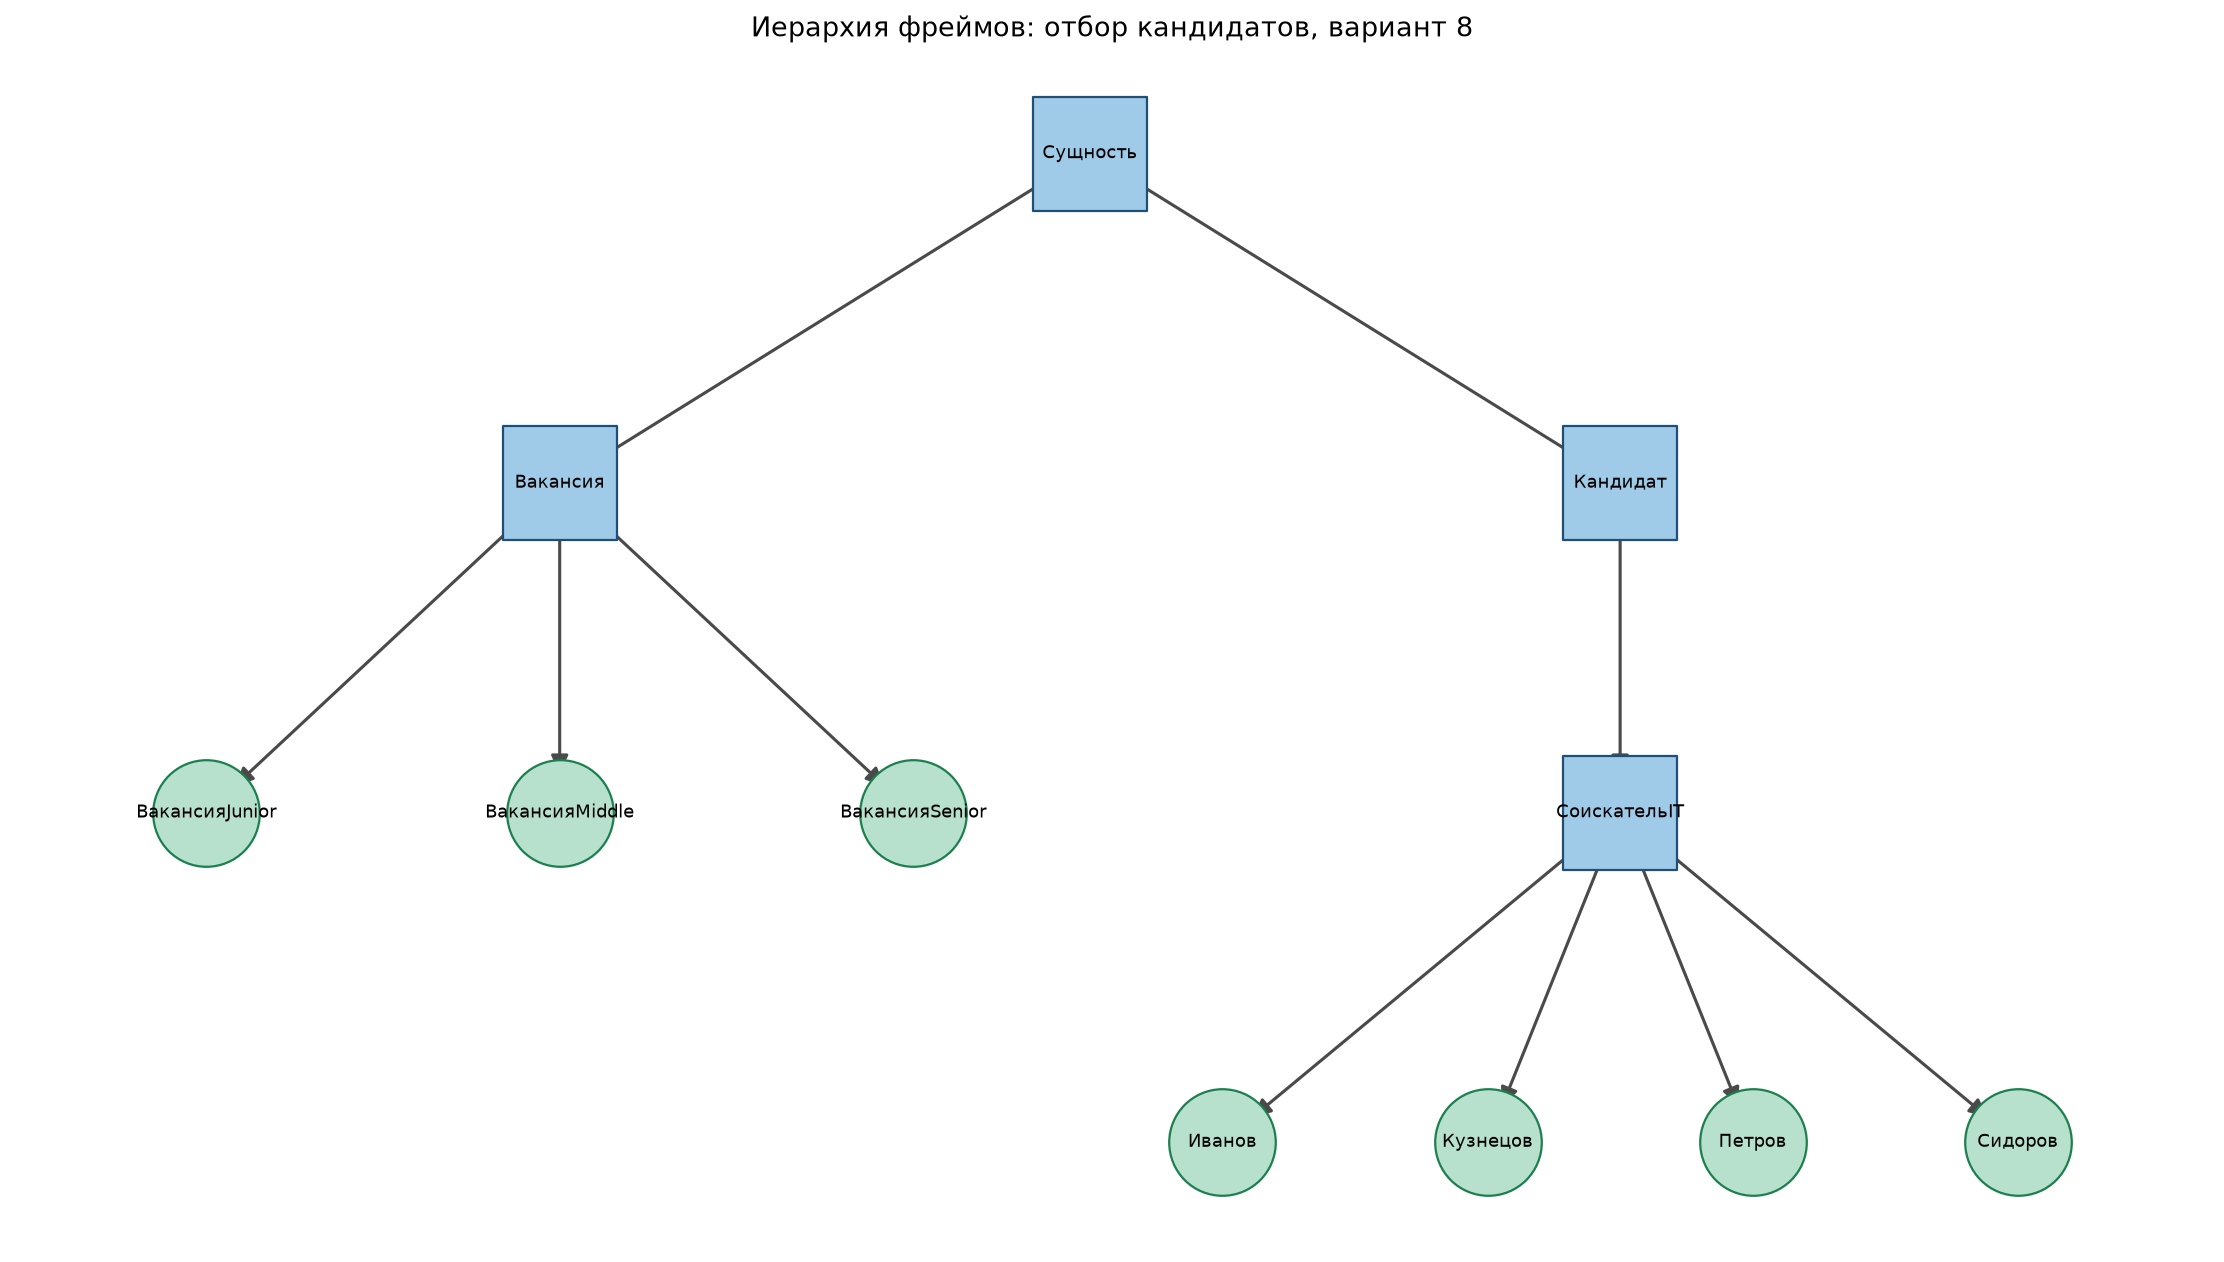 Иерархия фреймов: отбор кандидатов, вариант 8
Сущность
Вакансия
Кандидат
ВакансияJunior
ВакансияMiddle
ВакансияSenior
СоискательIT
Иванов
Кузнецов
Петров
Сидоров